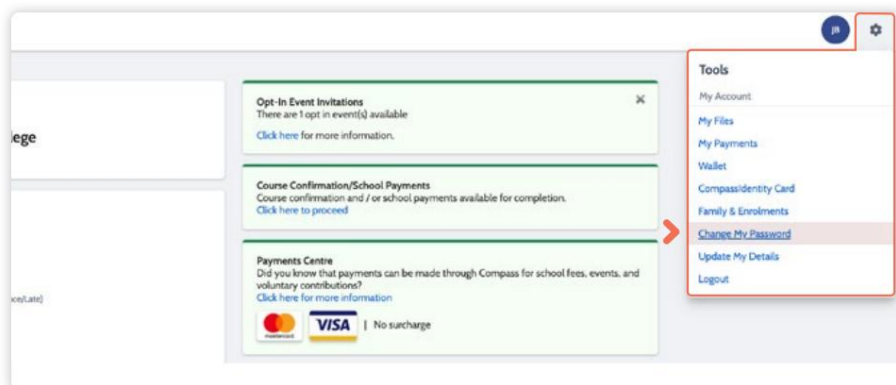 JB
lege
ce/Late)
Opt-In Event Invitations
There are 1 opt in event(s) available
Click here for more information.
Course Confirmation/School Payments
Course confirmation and / or school payments available for completion.
Click here to proceed
Payments Centre
Did you know that payments can be made through Compass for school fees, events, and
voluntary contributions?
Click here for more information
mastercard VISA | No surcharge
Tools
My Account
My Files
My Payments
Wallet
CompassIdentity Card
Family & Enrolments
Change My Password
Update My Details
Logout